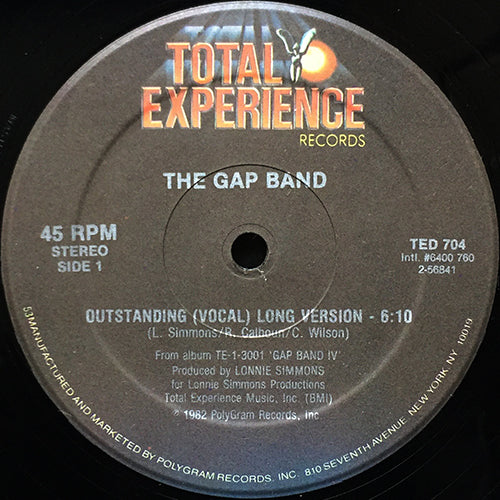 TOTAL
EXPERIENCE
RECORDS
THE GAP BAND
45 RPM
STEREO
SIDE 1
TED 704
Intl. #6400 760
2-56841
OUTSTANDING (VOCAL) LONG VERSION - 6:10
(L. Simmons/R. Calhoun/C. Wilson)
From album TE-1-3001 'GAP BAND IV'
Produced by LONNIE SIMMONS
for Lonnie Simmons Productions
Total Experience Music, Inc. (BMI)
© 1982 PolyGram Records, Inc
53MANUFACTURED AND MARKETED BY POLYGRAM RECORDS, INC. 810 SEVENTH AVENUE, NEW YORK, NY 10019